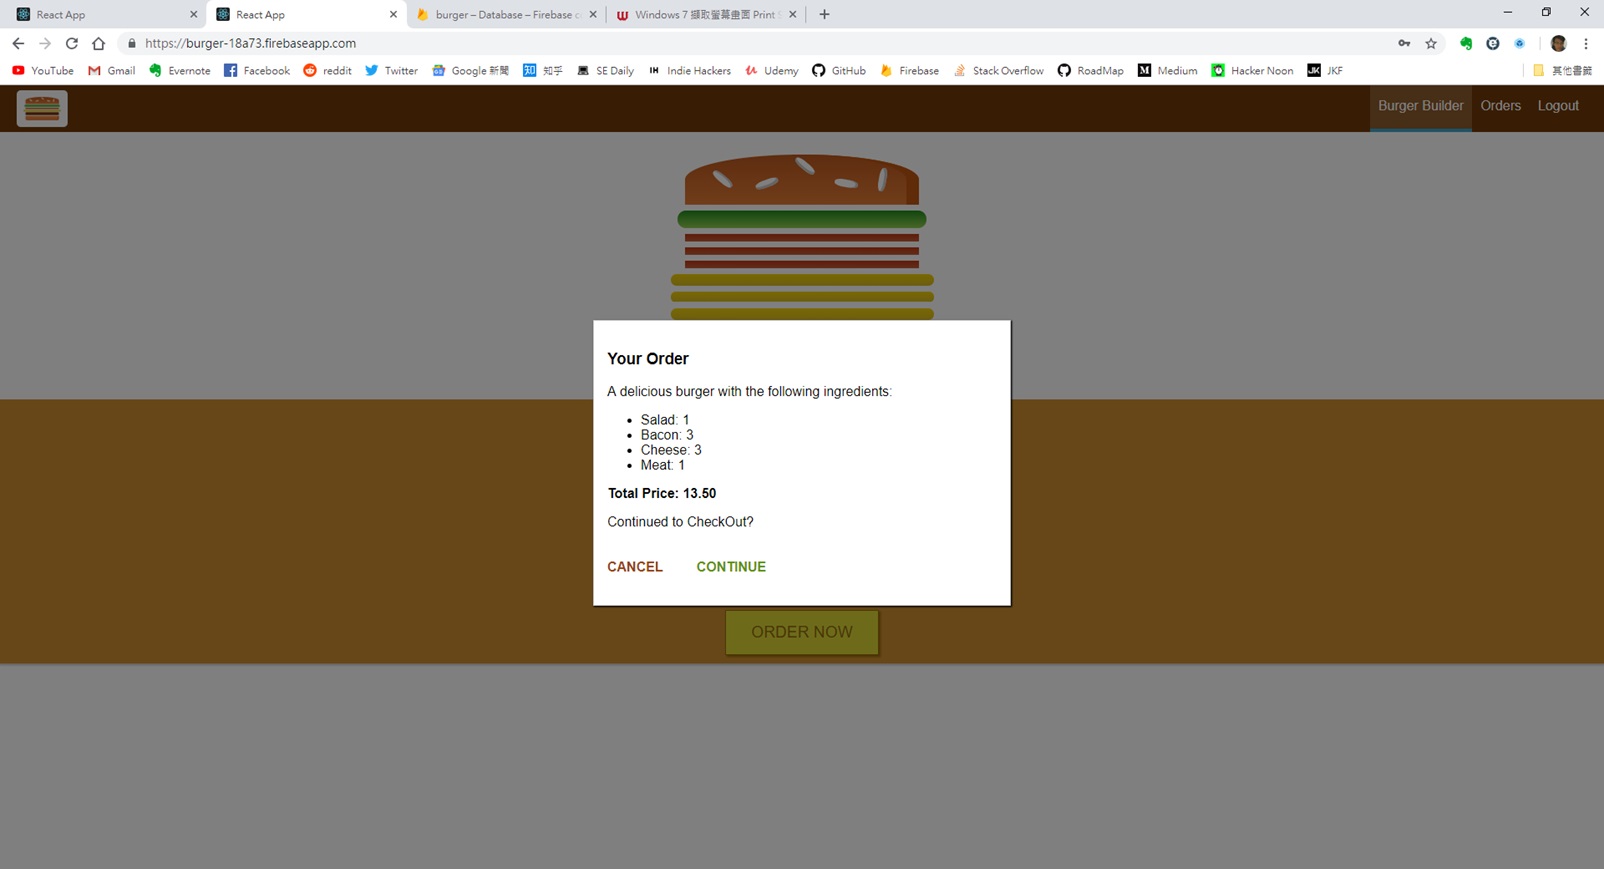 React App
React App
burger – Database – Firebase c
Windows 7 擷取螢幕畫面 Print S
https://burger-18a73.firebaseapp.com
YouTube
Gmail
Evernote
Facebook
reddit
Twitter
Google 新聞
知乎
SE Daily
Indie Hackers
Udemy
GitHub
Firebase
Stack Overflow
RoadMap
Medium
Hacker Noon
JKF
其他書籤
Burger Builder
Orders
Logout
Your Order
A delicious burger with the following ingredients:
Salad: 1
Bacon: 3
Cheese: 3
Meat: 1
Total Price: 13.50
Continued to CheckOut?
CANCEL
CONTINUE
ORDER NOW